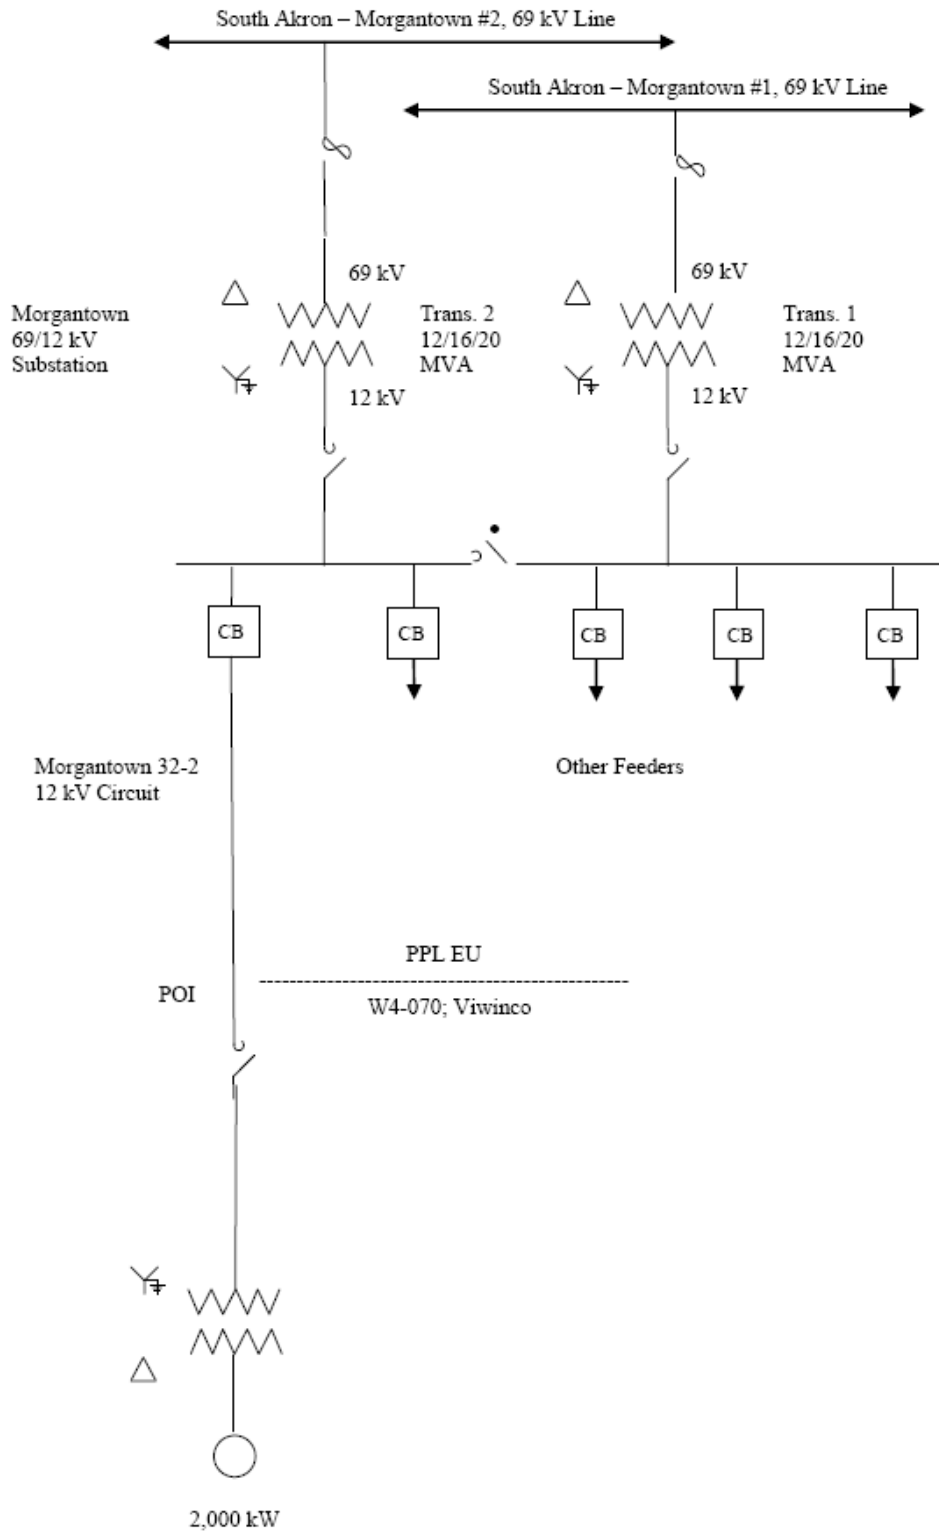 South Akron – Morgantown #2, 69 kV Line
South Akron – Morgantown #1, 69 kV Line
69 kV
69 kV
Morgantown
69/12 kV
Substation
Trans. 2
12/16/20
MVA
Trans. 1
12/16/20
MVA
12 kV
12 kV
CB
CB
CB
CB
CB
Morgantown 32-2
12 kV Circuit
Other Feeders
PPL EU
POI
W4-070; Viwinco
2,000 kW